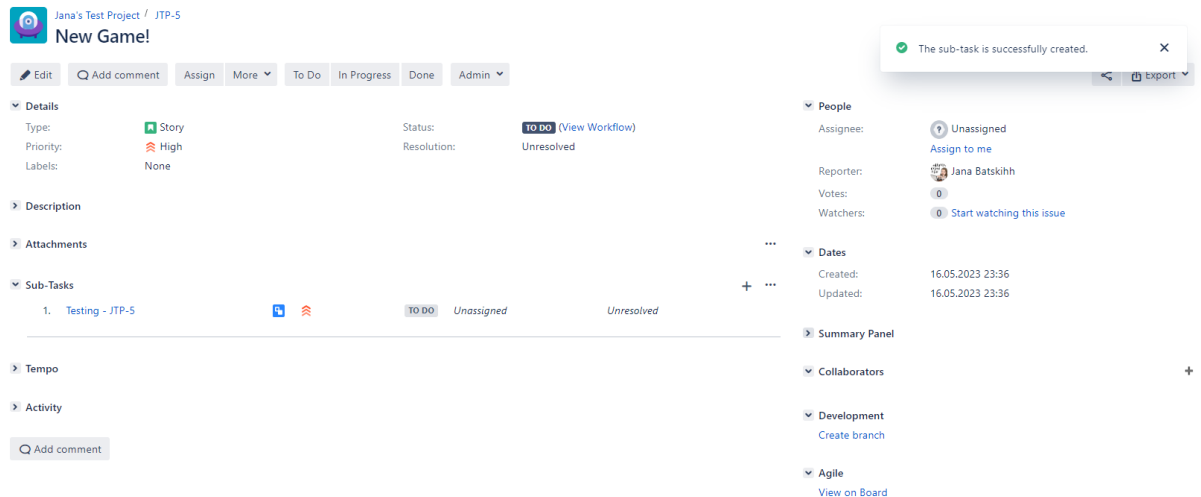 Jana's Test Project / JTP-5
New Game!
The sub-task is successfully created.
Edit Add comment Assign More To Do In Progress Done Admin Export
Details
Type: Story Status: TO DO (View Workflow)
Priority: High Resolution: Unresolved
Labels: None
Description
Attachments
Sub-Tasks
1. Testing - JTP-5 TO DO Unassigned Unresolved
Tempo
Activity
Add comment
People
Assignee: Unassigned
Assign to me
Reporter: Jana Batskihh
Votes: 0
Watchers: 0 Start watching this issue
Dates
Created: 16.05.2023 23:36
Updated: 16.05.2023 23:36
Summary Panel
Collaborators
Development
Create branch
Agile
View on Board